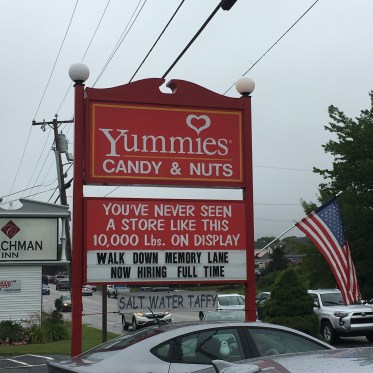 Yummies
CANDY & NUTS
YOU'VE NEVER SEEN
A STORE LIKE THIS
10,000 Lbs. ON DISPLAY
WALK DOWN MEMORY LANE
NOW HIRING FULL TIME
SALT WATER TAFFY
ACHMAN
INN